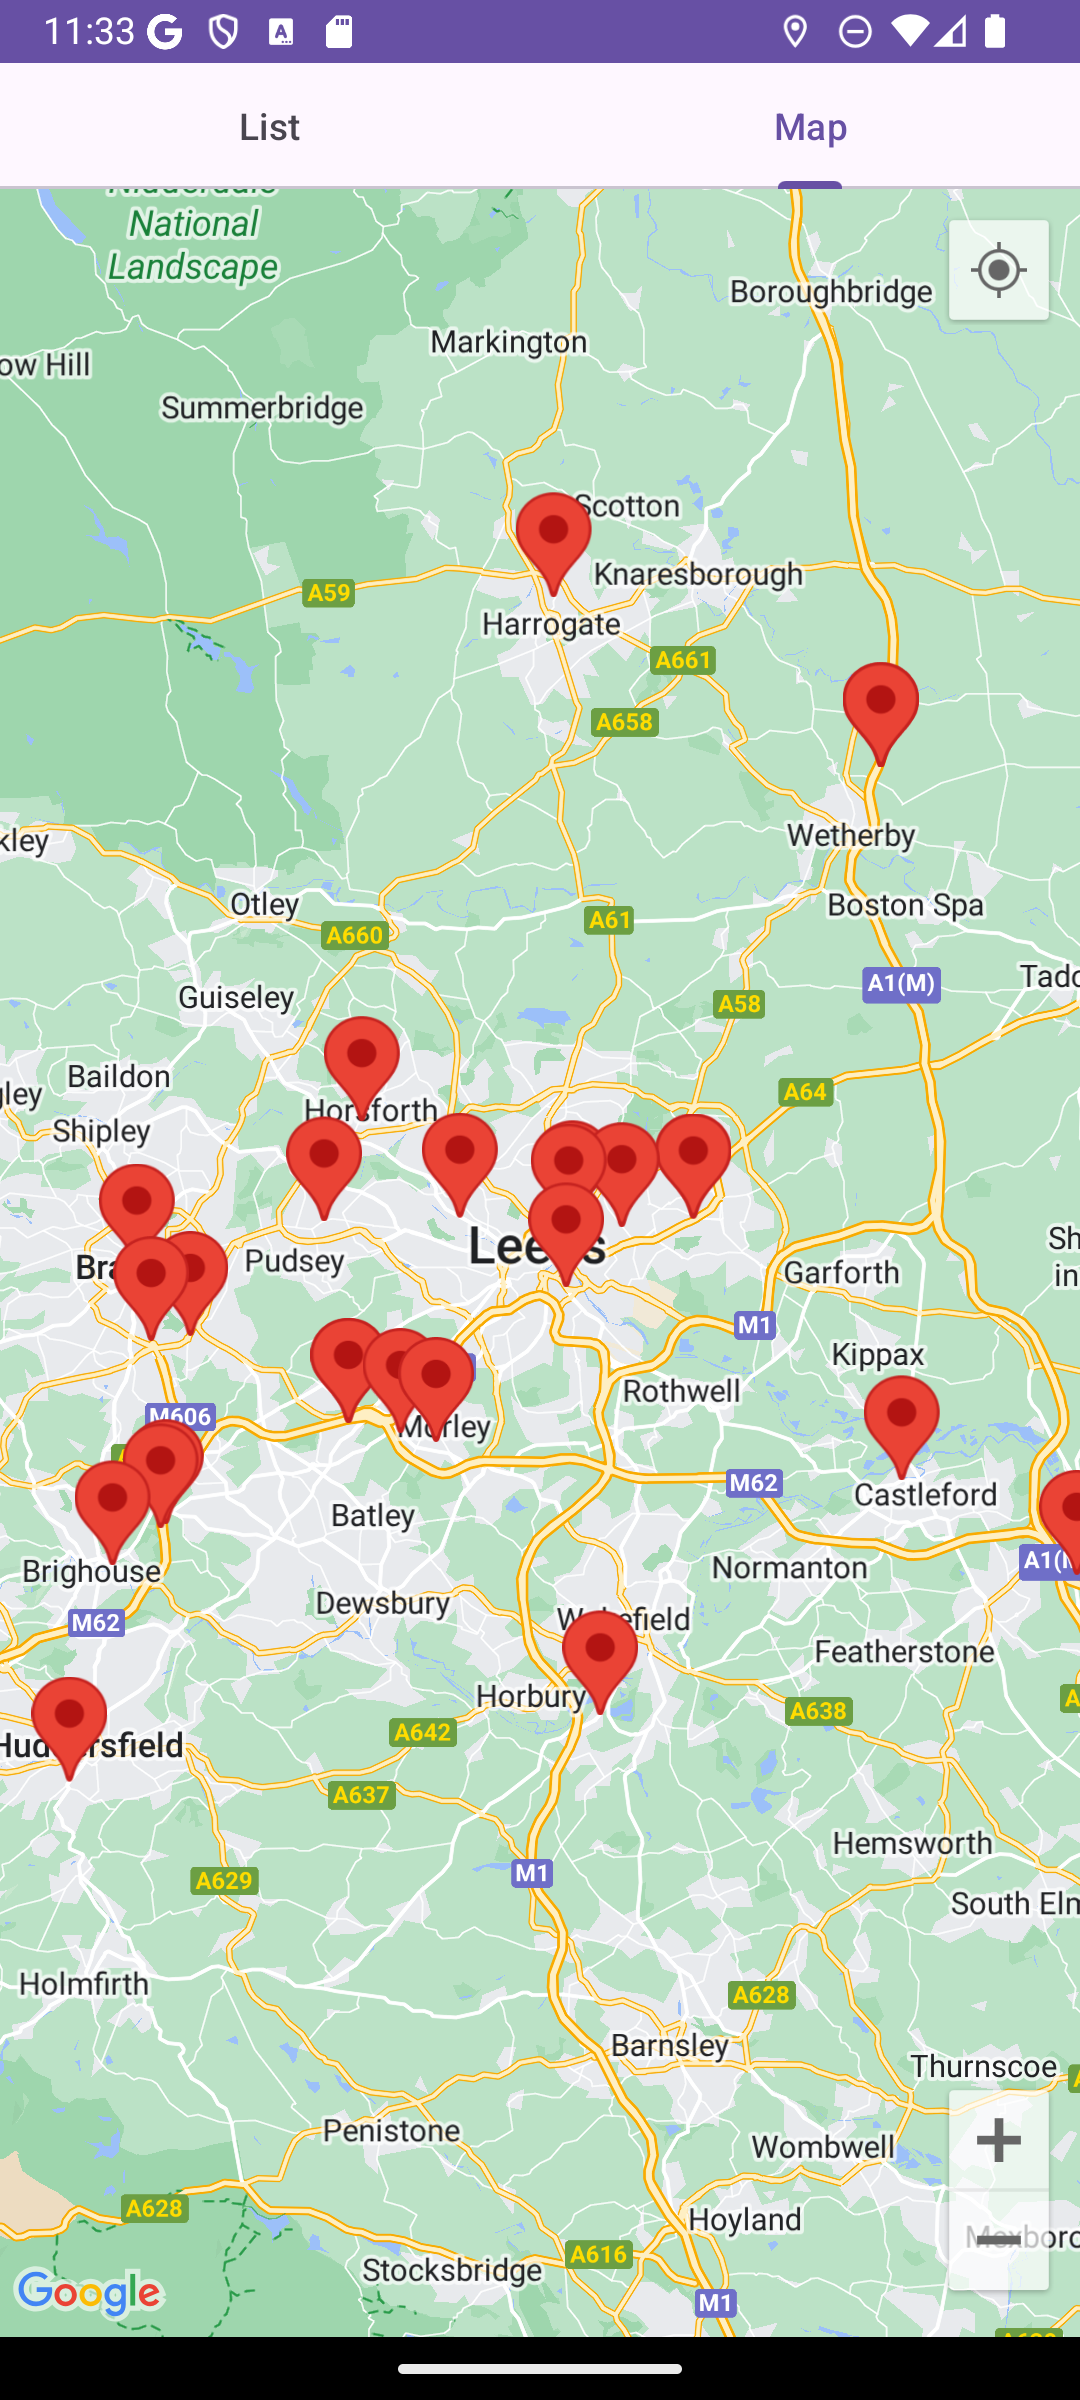 11:33
List
Map
National
Landscape
Boroughbridge
Markington
ow Hill
Summerbridge
Scotton
Knaresborough
A59
Harrogate
A661
A658
Wetherby
kley
Otley
Boston Spa
A61
A660
Tadc
A1(M)
Guiseley
A58
Baildon
A64
gley
Horsforth
Shipley
Leeds
Sh
in
Bra
Pudsey
Garforth
M1
Kippax
Rothwell
M606
Morley
M62
Castleford
Batley
A1(M
Brighouse
Normanton
Dewsbury
M62
Wakefield
Featherstone
Horbury
A638
A642
Huddersfield
A637
Hemsworth
M1
A629
South Elm
Holmfirth
A628
Barnsley
Thurnscoe
Penistone
Wombwell
A628
Hoyland
Mexboro
A616
Stocksbridge
M1
Google